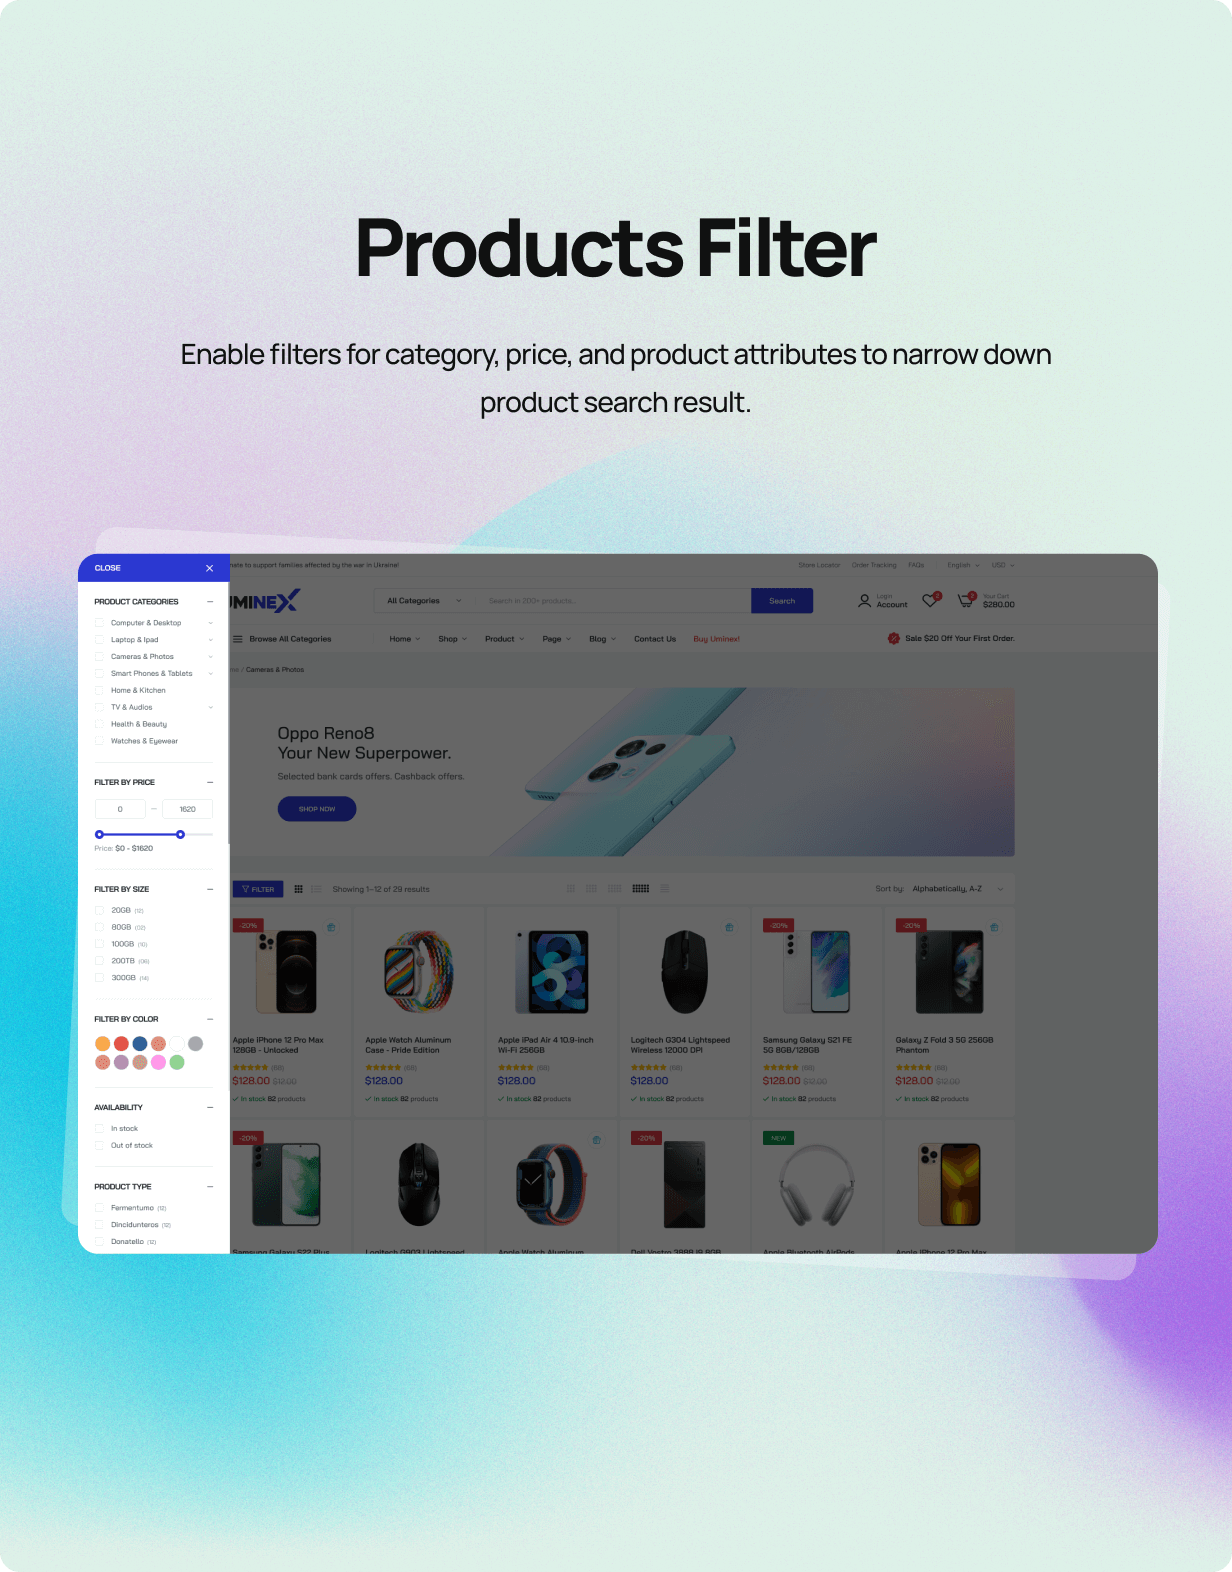 Products Filter
Enable filters for category, price, and product attributes to narrow down
product search result.
CLOSE
PRODUCT CATEGORIES
Computer & Desktop
Laptop & Ipad
Cameras & Photos
Smart Phones & Tablets
Home & Kitchen
TV & Audios
Health & Beauty
Watches & Eyewear
FILTER BY PRICE
0 – 1620
Price: $0 - $1620
FILTER BY SIZE
20GB (12)
80GB (02)
100GB (10)
200TB (06)
300GB (14)
FILTER BY COLOR
AVAILABILITY
In stock
Out of stock
PRODUCT TYPE
Fermentumo (12)
Dincidunteros (12)
Donatello (12)
to support families affected by the war in Ukraine!
Store Locator Order Tracking FAQs English USD
UMINEX
All Categories Search in 200+ products... Search
Login
Account
2
3
Your Cart
$280.00
Browse All Categories
Home Shop Product Page Blog Contact Us Buy Uminex!
Sale $20 Off Your First Order.
/ Cameras & Photos
Oppo Reno8
Your New Superpower.
Selected bank cards offers. Cashback offers.
SHOP NOW
FILTER Showing 1–12 of 29 results Sort by: Alphabetically, A-Z
-20%
Apple iPhone 12 Pro Max
128GB - Unlocked
(68)
$128.00 $12.00
In stock 82 products
Apple Watch Aluminum
Case - Pride Edition
(68)
$128.00
In stock 82 products
Apple iPad Air 4 10.9-inch
Wi-Fi 256GB
(68)
$128.00
In stock 82 products
Logitech G304 Lightspeed
Wireless 12000 DPI
(68)
$128.00
In stock 82 products
-20%
Samsung Galaxy S21 FE
5G 8GB/128GB
(68)
$128.00 $12.00
In stock 82 products
-20%
Galaxy Z Fold 3 5G 256GB
Phantom
(68)
$128.00 $12.00
In stock 82 products
-20%
Samsung Galaxy S22 Plus
Logitech G903 Lightspeed
Apple Watch Aluminum
-20%
Dell Vostro 3888 I9 8GB
NEW
Apple Bluetooth AirPods
Apple iPhone 12 Pro Max